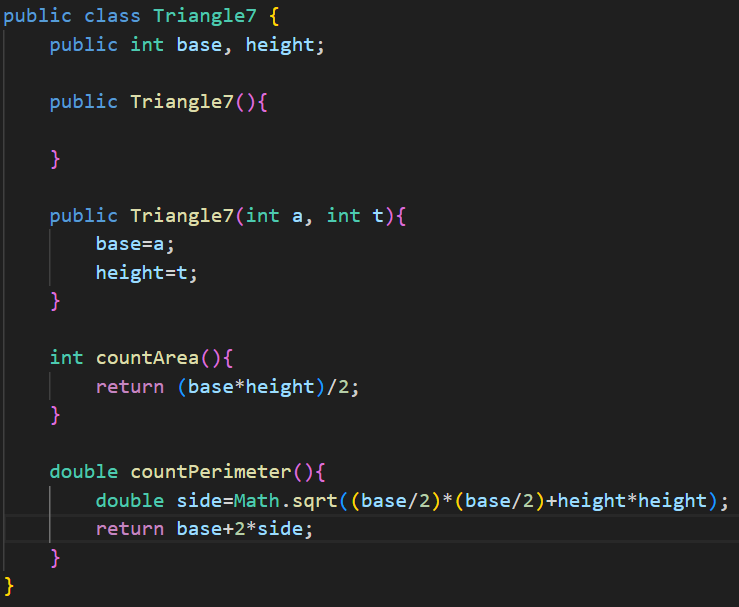 public class Triangle7 {
    public int base, height;

    public Triangle7(){

    }

    public Triangle7(int a, int t){
        base=a;
        height=t;
    }

    int countArea(){
        return (base*height)/2;
    }

    double countPerimeter(){
        double side=Math.sqrt((base/2)*(base/2)+height*height);
        return base+2*side;
    }
}